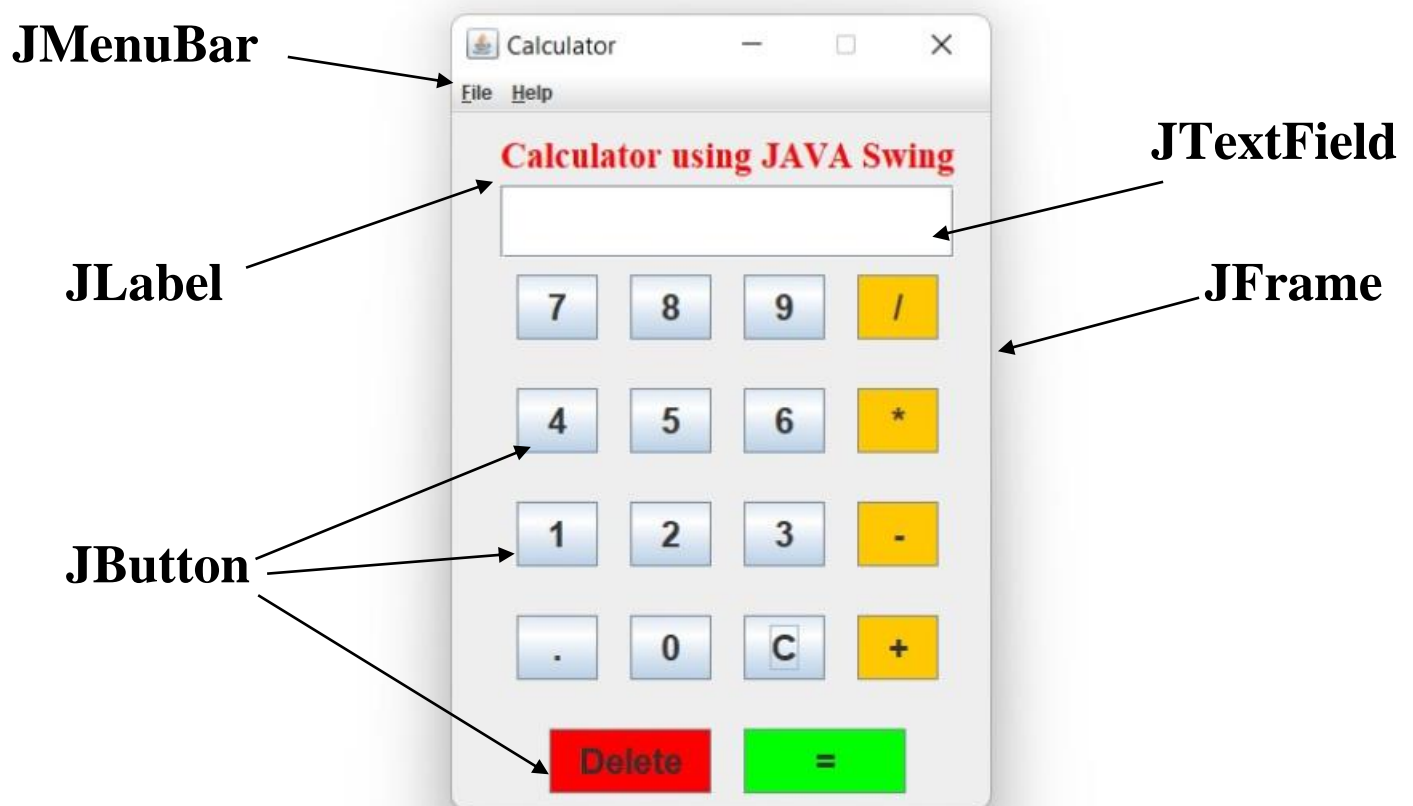 JMenuBar
Calculator
File Help
Calculator using JAVA Swing
JTextField
JLabel
JFrame
7 8 9 /
4 5 6 *
JButton
1 2 3 -
. 0 C +
Delete =